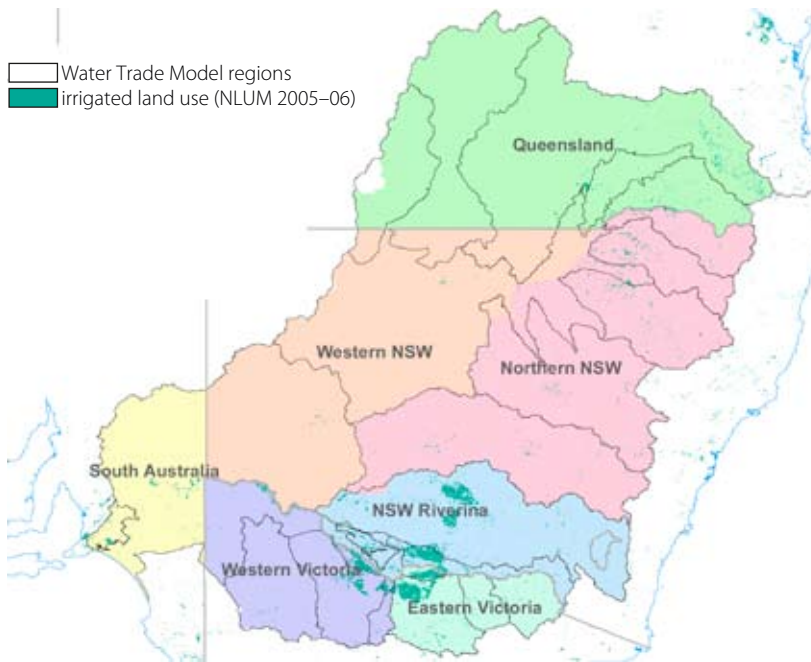 Water Trade Model regions
irrigated land use (NLUM 2005–06)
Queensland
Western NSW
Northern NSW
South Australia
NSW Riverina
Western Victoria
Eastern Victoria